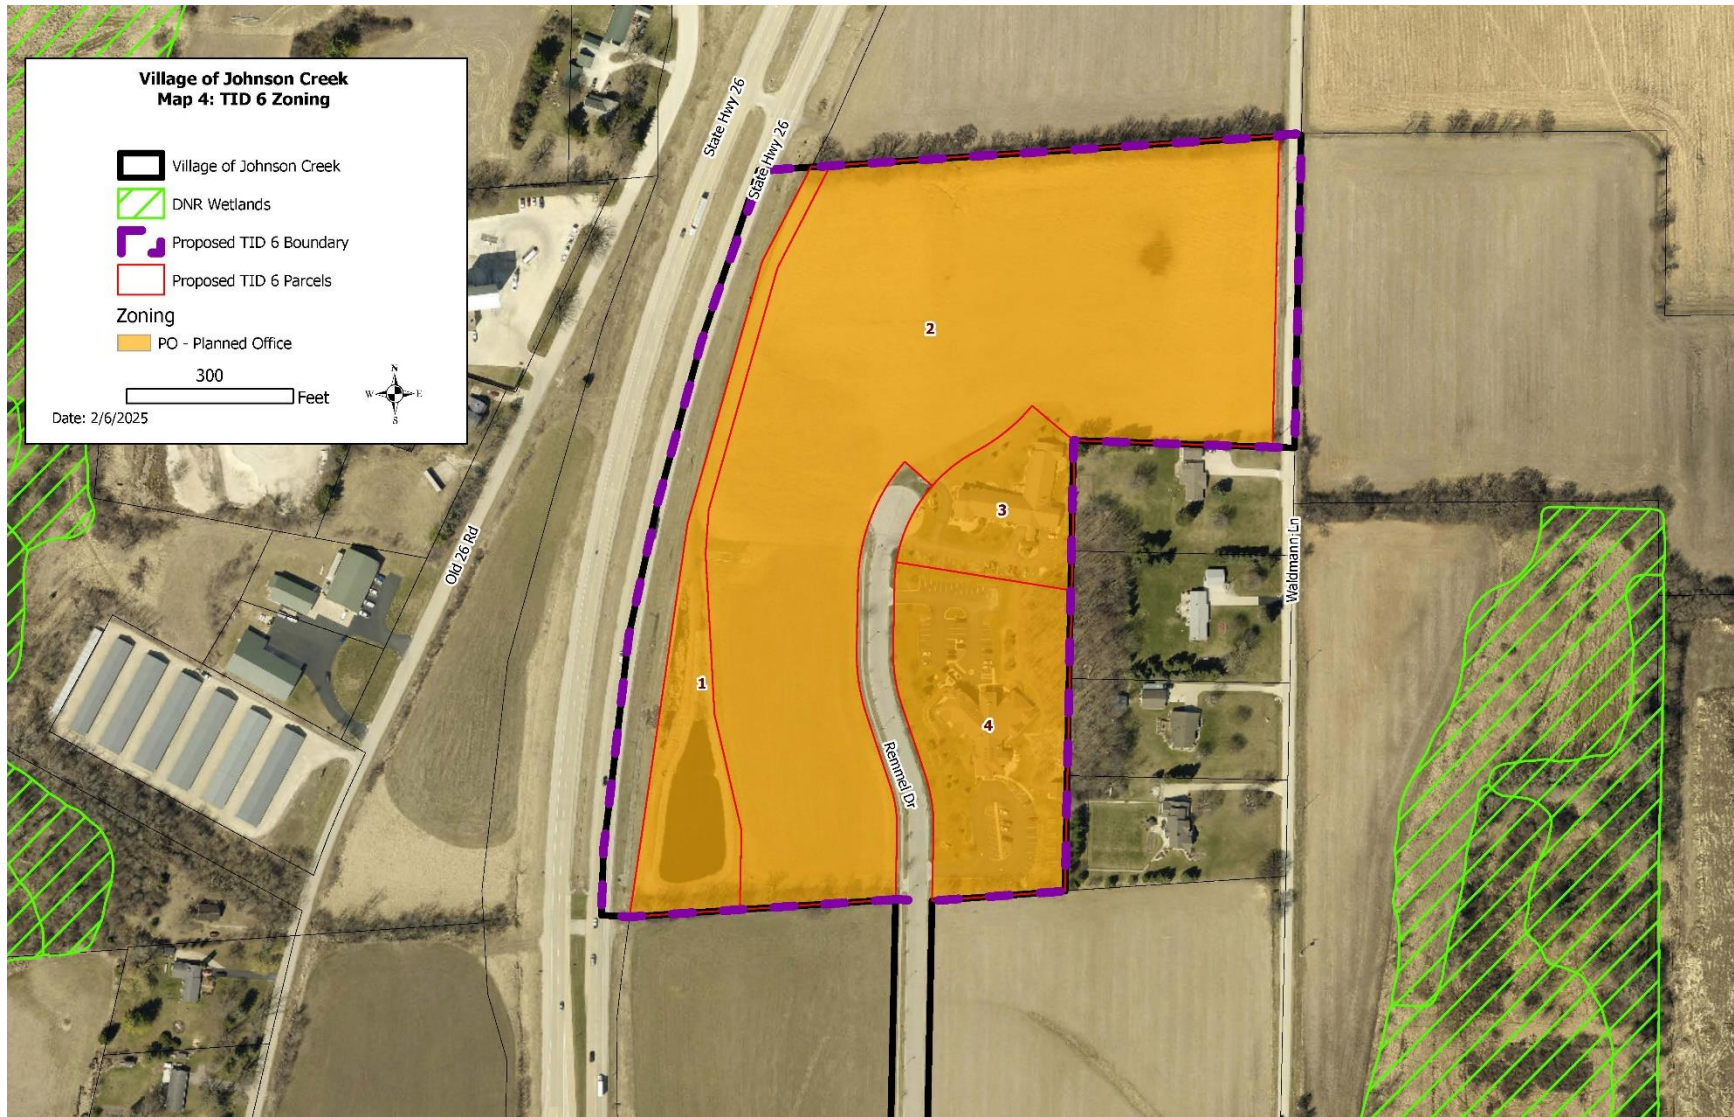 Village of Johnson Creek
Map 4: TID 6 Zoning
Village of Johnson Creek
DNR Wetlands
Proposed TID 6 Boundary
Proposed TID 6 Parcels
Zoning
PO - Planned Office
300
Feet
N
W E
S
Date: 2/6/2025
State Hwy 26
State Hwy 26
Old 26 Rd
Waldmann Ln
Remmel Dr
2
3
1
4